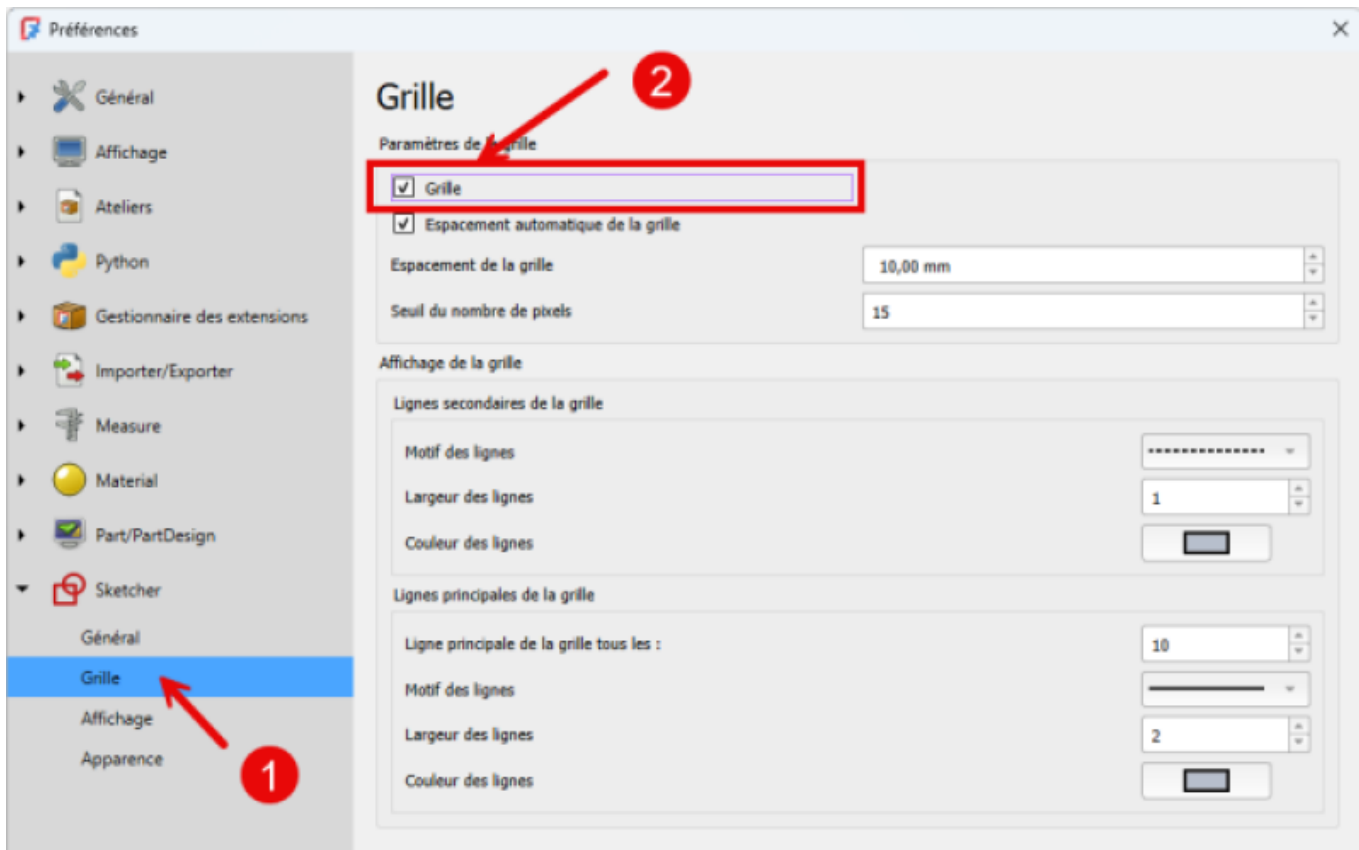 Préférences
Général
Affichage
Ateliers
Python
Gestionnaire des extensions
Importer/Exporter
Measure
Material
Part/PartDesign
Sketcher
Général
Grille
Affichage
Apparence
1
Grille
2
Paramètres de la grille
Grille
Espacement automatique de la grille
Espacement de la grille 10,00 mm
Seuil du nombre de pixels 15
Affichage de la grille
Lignes secondaires de la grille
Motif des lignes
Largeur des lignes 1
Couleur des lignes
Lignes principales de la grille
Ligne principale de la grille tous les : 10
Motif des lignes
Largeur des lignes 2
Couleur des lignes